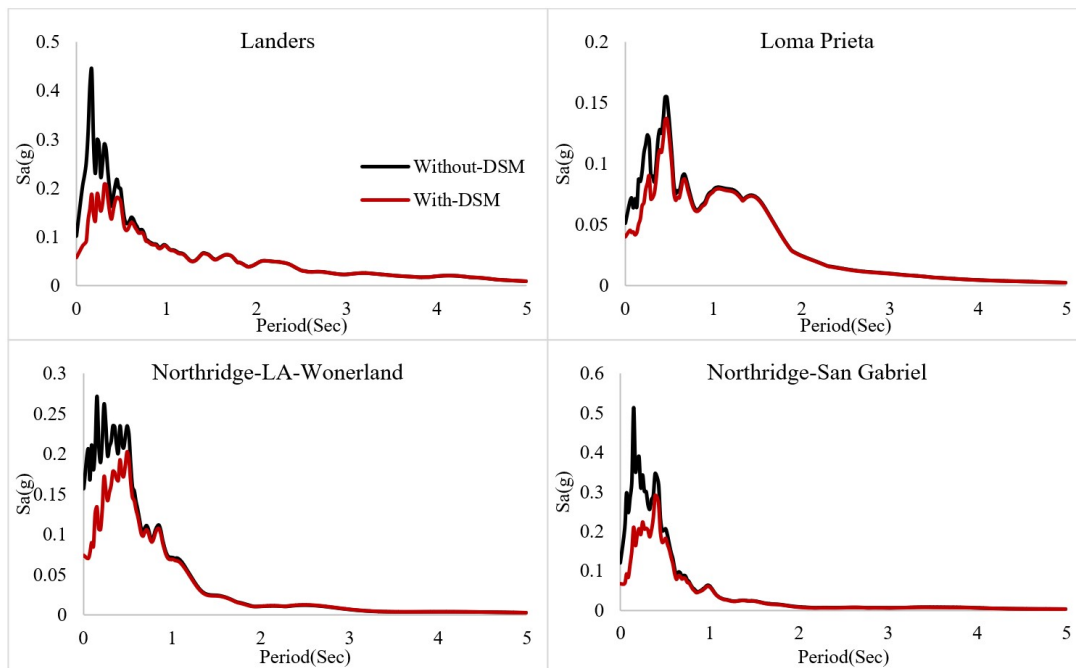 Landers
0.5
0.4
0.3
0.2
0.1
0
Sa(g)
Without-DSM
With-DSM
0 1 2 3 4 5
Period(Sec)
Loma Prieta
0.2
0.15
0.1
0.05
0
Sa(g)
0 1 2 3 4 5
Period(Sec)
Northridge-LA-Wonerland
0.3
0.25
0.2
0.15
0.1
0.05
0
Sa(g)
0 1 2 3 4 5
Period(Sec)
Northridge-San Gabriel
0.6
0.5
0.4
0.3
0.2
0.1
0
Sa(g)
0 1 2 3 4 5
Period(Sec)